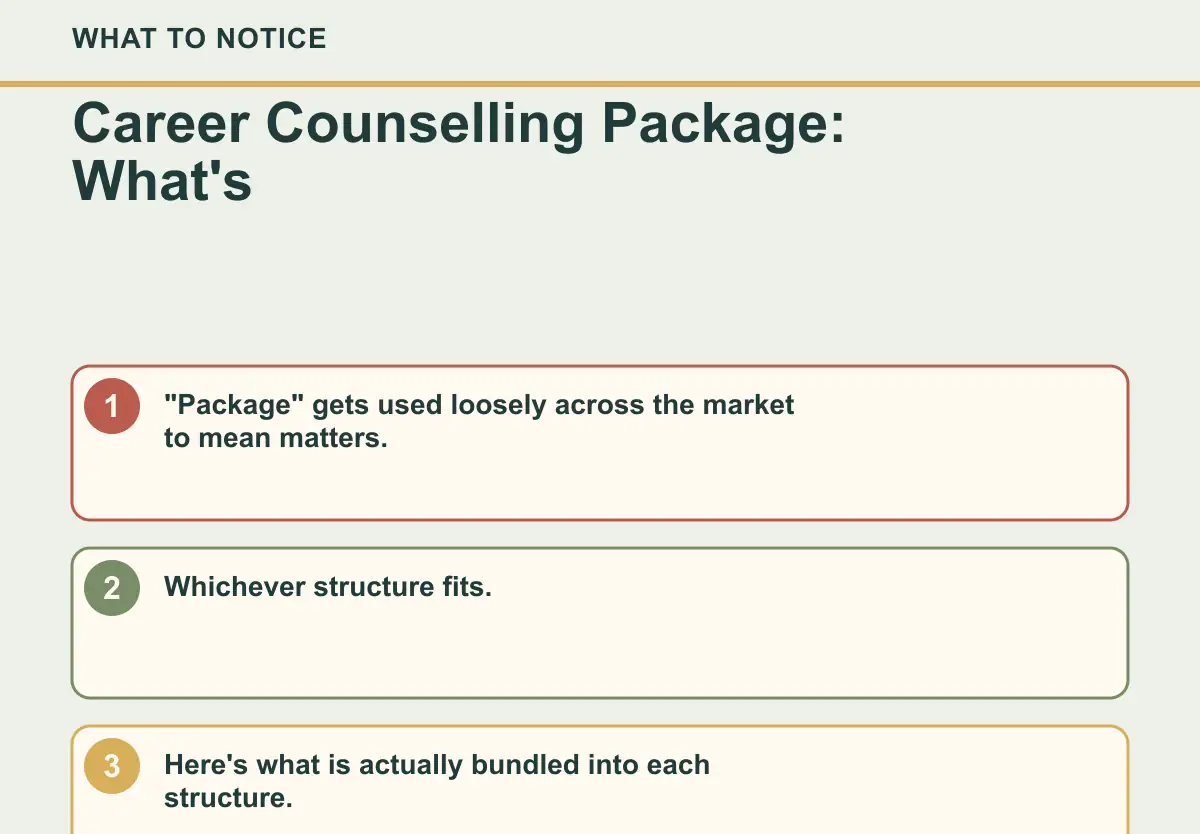 WHAT TO NOTICE
Career Counselling Package:
What's
1
"Package" gets used loosely across the market
to mean matters.
2
Whichever structure fits.
3
Here's what is actually bundled into each
structure.